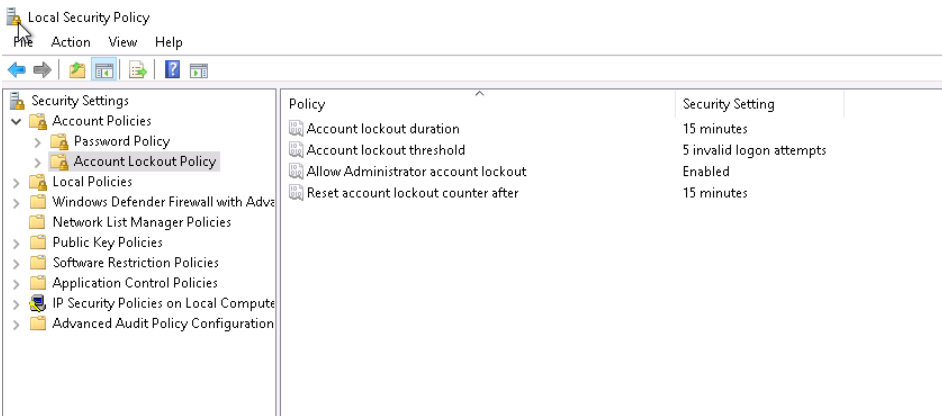 Local Security Policy
File Action View Help
Security Settings
Account Policies
Password Policy
Account Lockout Policy
Local Policies
Windows Defender Firewall with Adva
Network List Manager Policies
Public Key Policies
Software Restriction Policies
Application Control Policies
IP Security Policies on Local Compute
Advanced Audit Policy Configuration
Policy Security Setting
Account lockout duration 15 minutes
Account lockout threshold 5 invalid logon attempts
Allow Administrator account lockout Enabled
Reset account lockout counter after 15 minutes